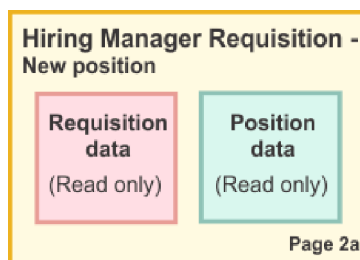 Hiring Manager Requisition -
New position
Requisition
data
(Read only)
Position
data
(Read only)
Page 2a